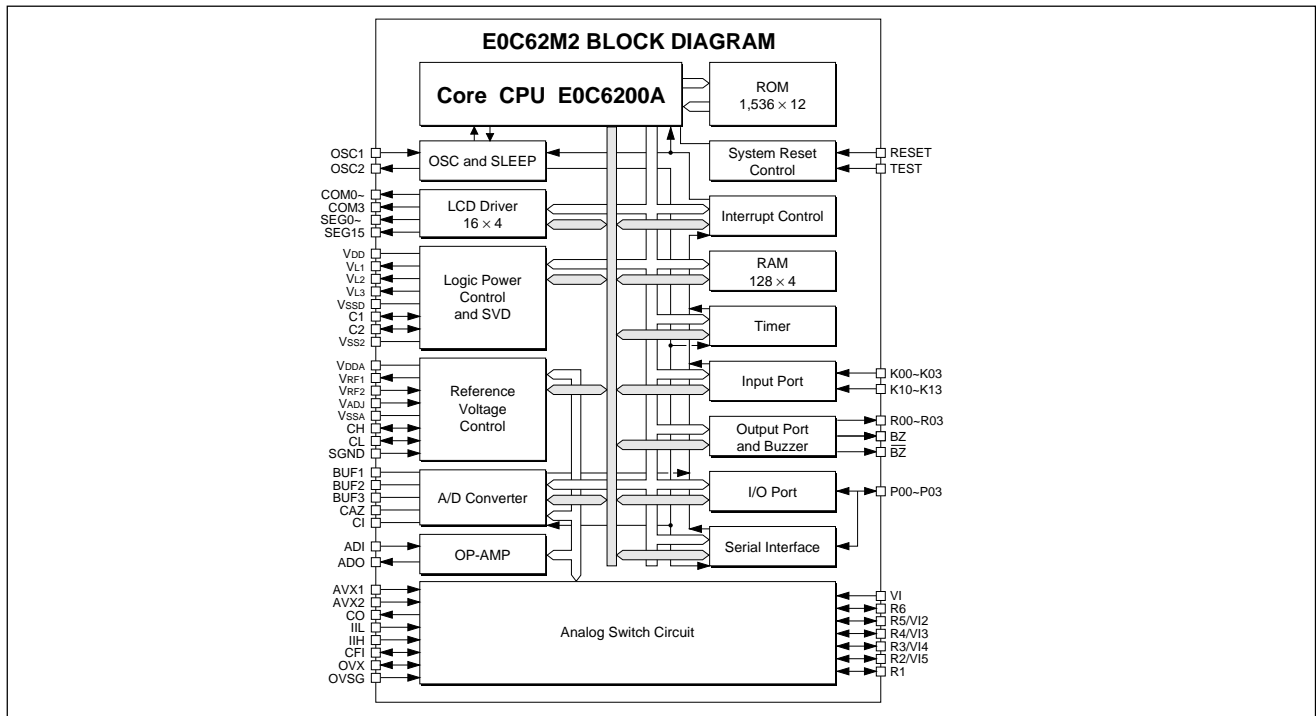 E0C62M2 BLOCK DIAGRAM
Core CPU E0C6200A
ROM
1,536 × 12
OSC1
OSC2
OSC and SLEEP
System Reset
Control
RESET
TEST
COM0~
COM3
SEG0~
SEG15
LCD Driver
16 × 4
Interrupt Control
VDD
VL1
VL2
VL3
VSSD
C1
C2
VSS2
Logic Power
Control
and SVD
RAM
128 × 4
Timer
VDDA
VRF1
VRF2
VADJ
VSSA
CH
CL
SGND
Reference
Voltage
Control
Input Port
K00~K03
K10~K13
Output Port
and Buzzer
R00~R03
BZ
B̅Z̅
BUF1
BUF2
BUF3
CAZ
CI
A/D Converter
I/O Port
P00~P03
ADI
ADO
OP-AMP
Serial Interface
AVX1
AVX2
CO
IIL
IIH
CFI
OVX
OVSG
Analog Switch Circuit
VI
R6
R5/VI2
R4/VI3
R3/VI4
R2/VI5
R1